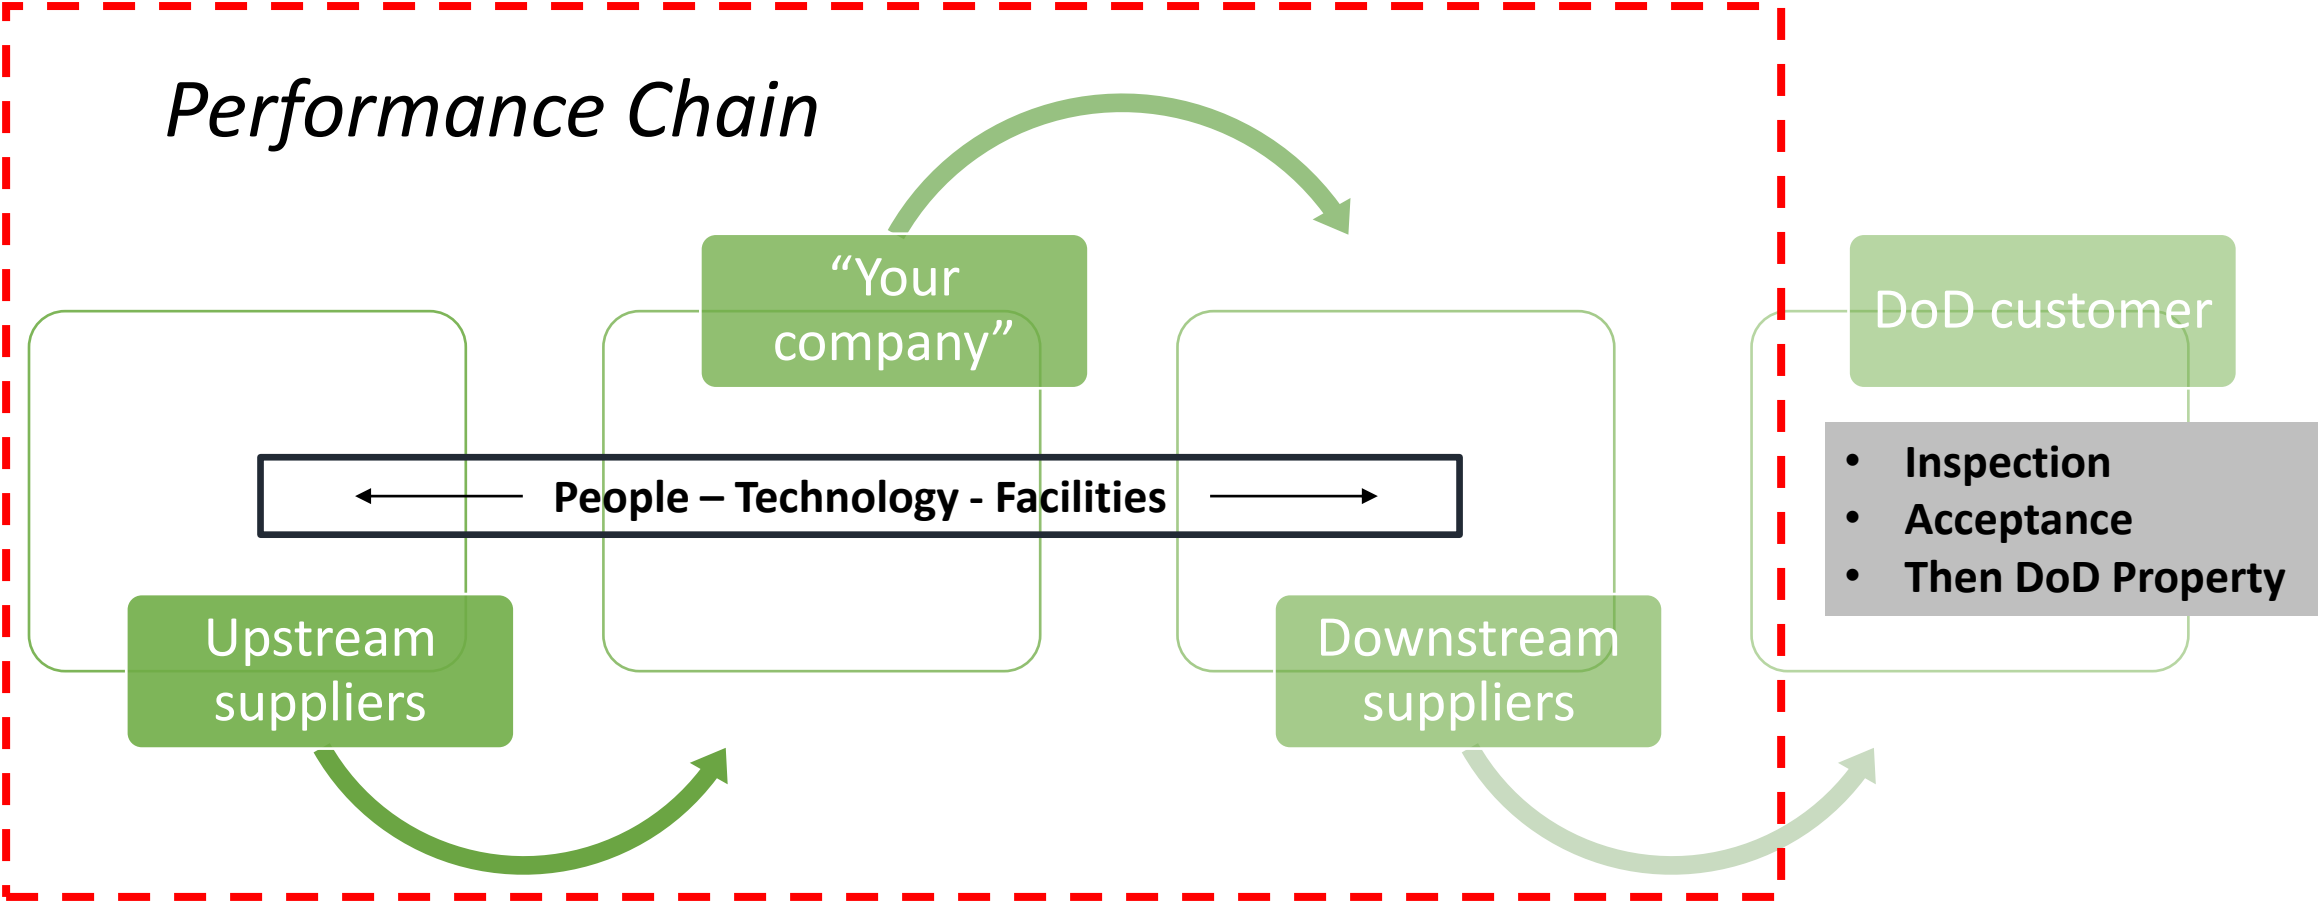 Performance Chain
“Your
company”
DoD customer
• Inspection
• Acceptance
• Then DoD Property
People – Technology - Facilities
Upstream
suppliers
Downstream
suppliers